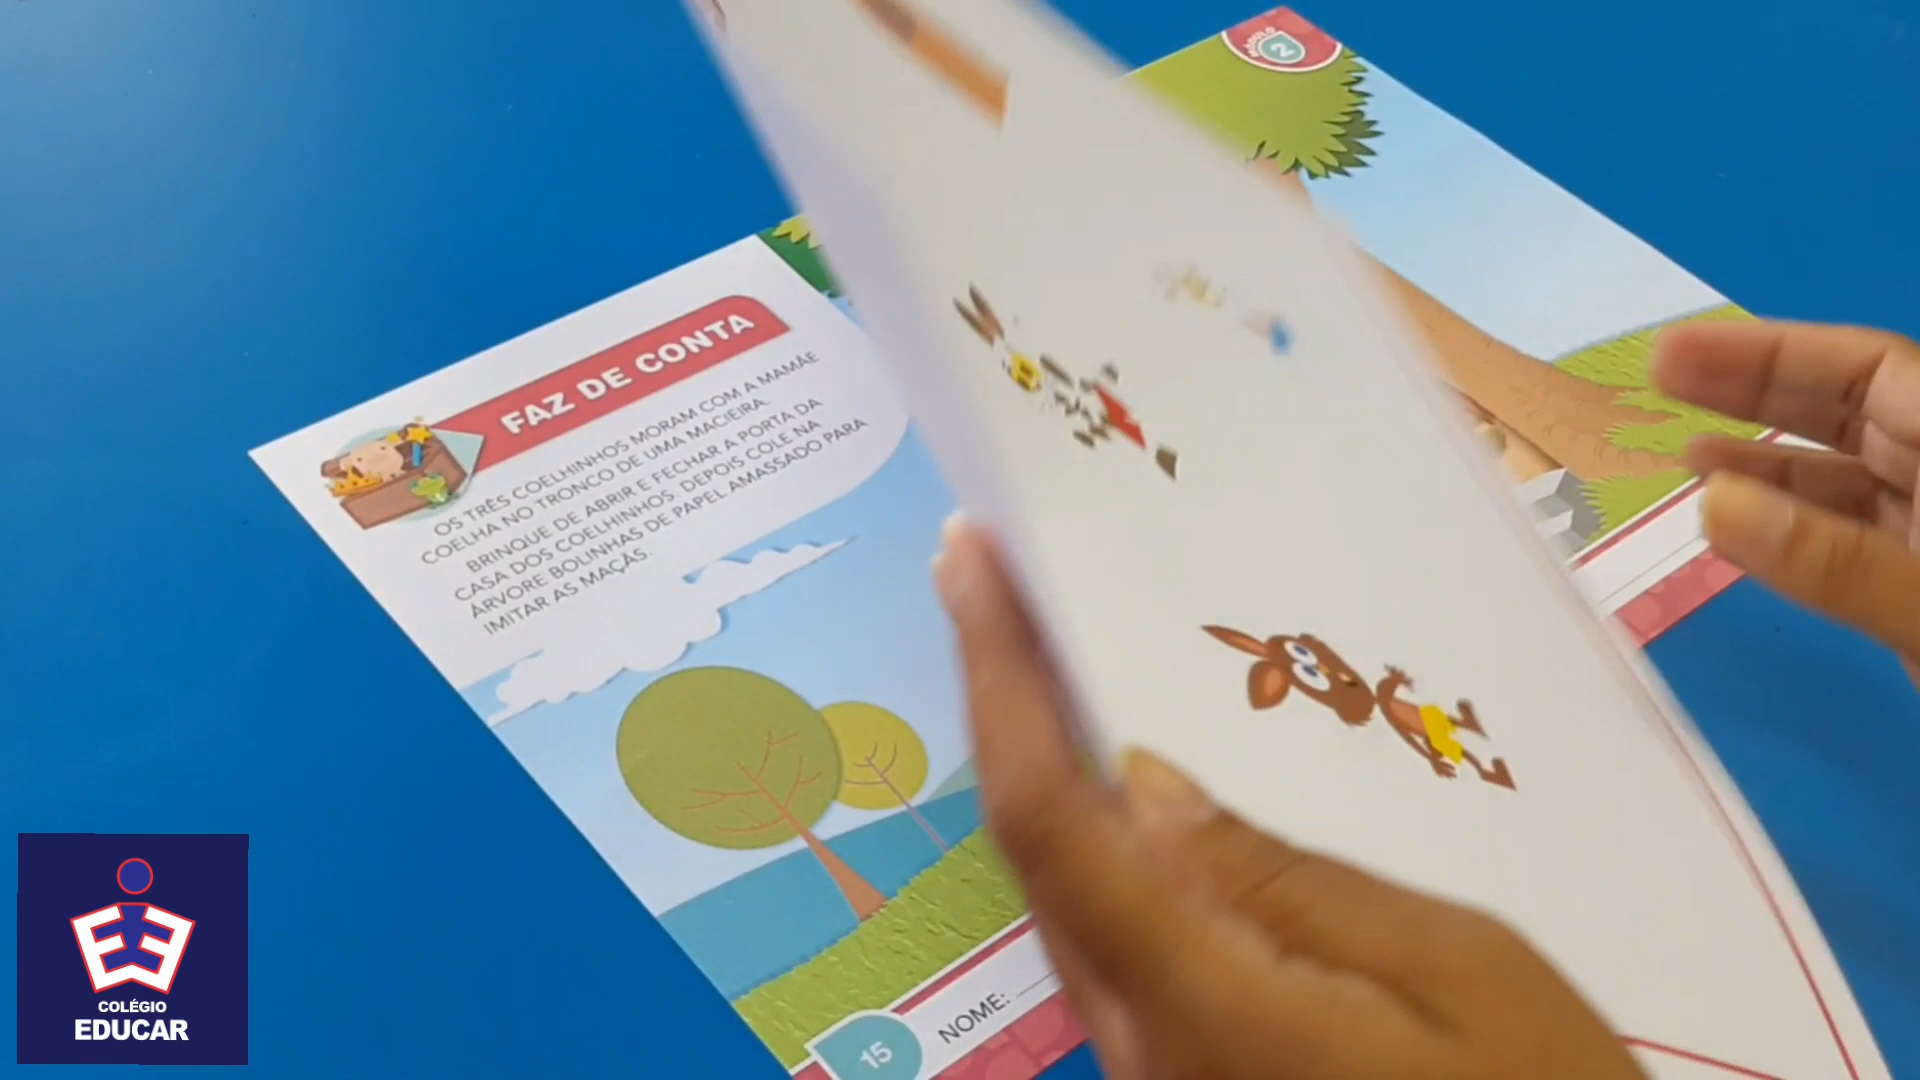 MÓDULO
2
FAZ DE CONTA
OS TRÊS COELHINHOS MORAM COM A MAMÃE
COELHA NO TRONCO DE UMA MACIEIRA.
BRINQUE DE ABRIR E FECHAR A PORTA DA
CASA DOS COELHINHOS. DEPOIS COLE NA
ÁRVORE BOLINHAS DE PAPEL AMASSADO PARA
IMITAR AS MAÇÃS.
15
NOME:
COLÉGIO
EDUCAR